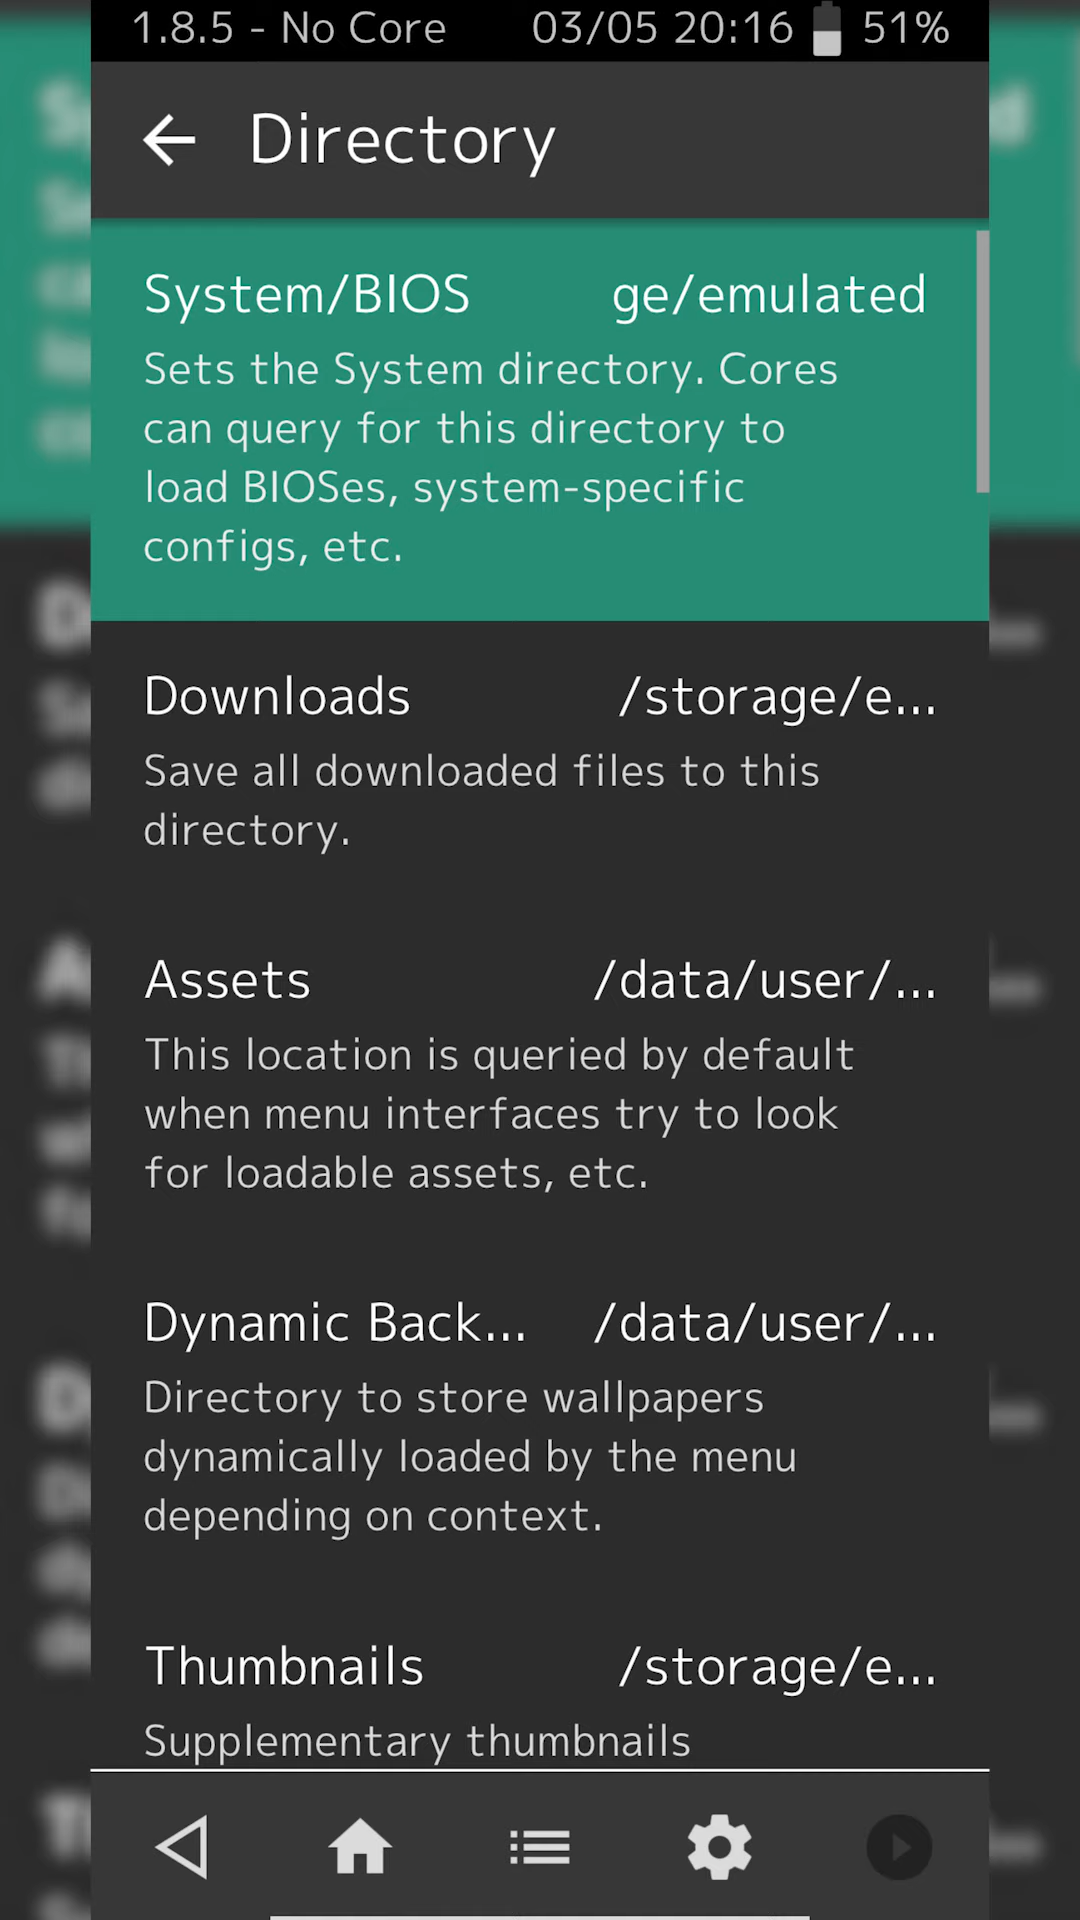 1.8.5 - No Core 03/05 20:16 51%
Directory
System/BIOS ge/emulated
Sets the System directory. Cores
can query for this directory to
load BIOSes, system-specific
configs, etc.
Downloads /storage/e...
Save all downloaded files to this
directory.
Assets /data/user/...
This location is queried by default
when menu interfaces try to look
for loadable assets, etc.
Dynamic Back... /data/user/...
Directory to store wallpapers
dynamically loaded by the menu
depending on context.
Thumbnails /storage/e...
Supplementary thumbnails